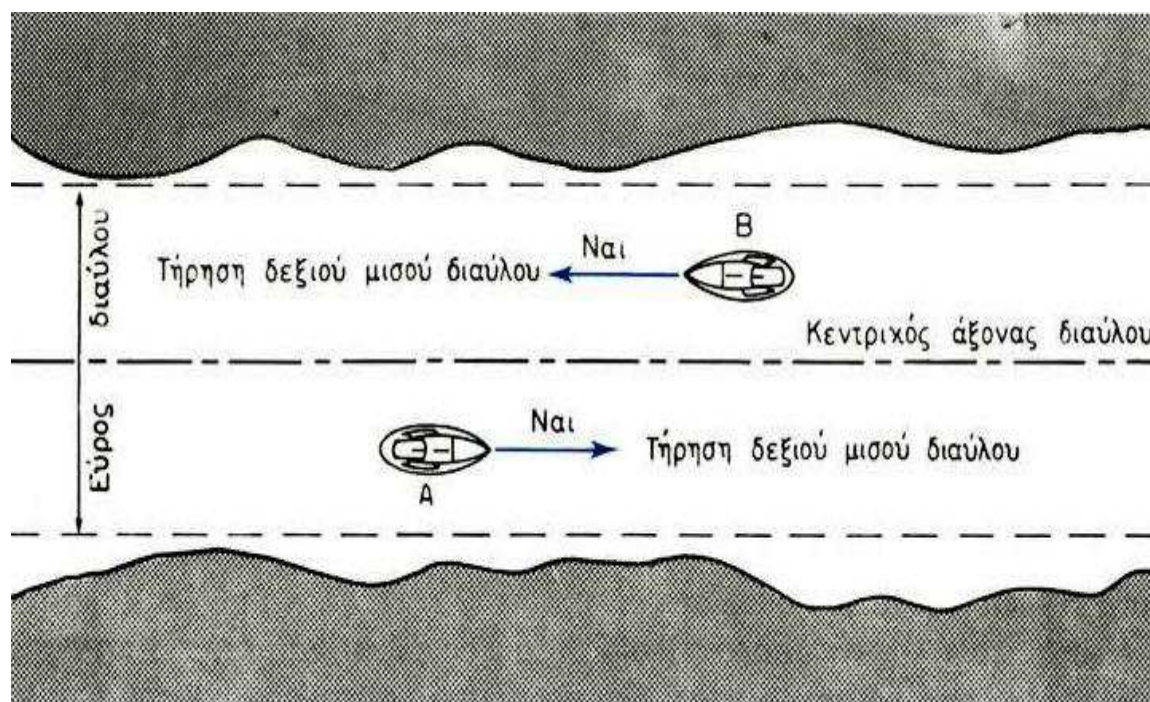 Β
Ναι
Τήρηση δεξιού μισού διαύλου
Κεντρικός άξονας διαύλου
Εύρος διαύλου
Ναι
Τήρηση δεξιού μισού διαύλου
Α